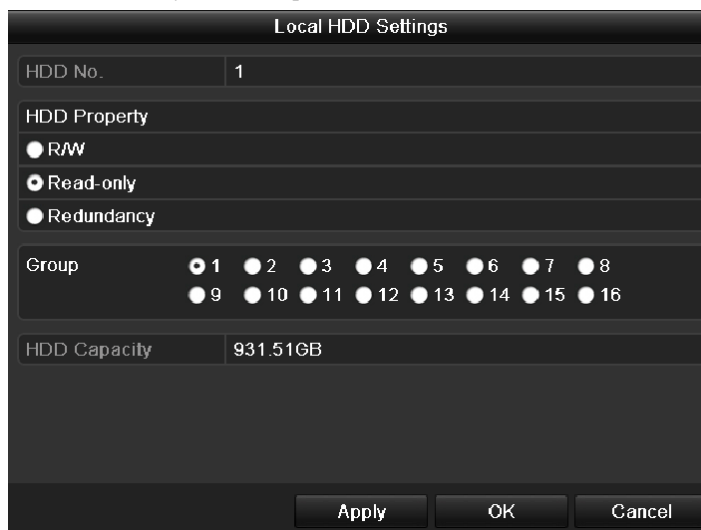 Local HDD Settings
HDD No. 1
HDD Property
R/W
Read-only
Redundancy
Group 1 2 3 4 5 6 7 8
9 10 11 12 13 14 15 16
HDD Capacity 931.51GB
Apply OK Cancel